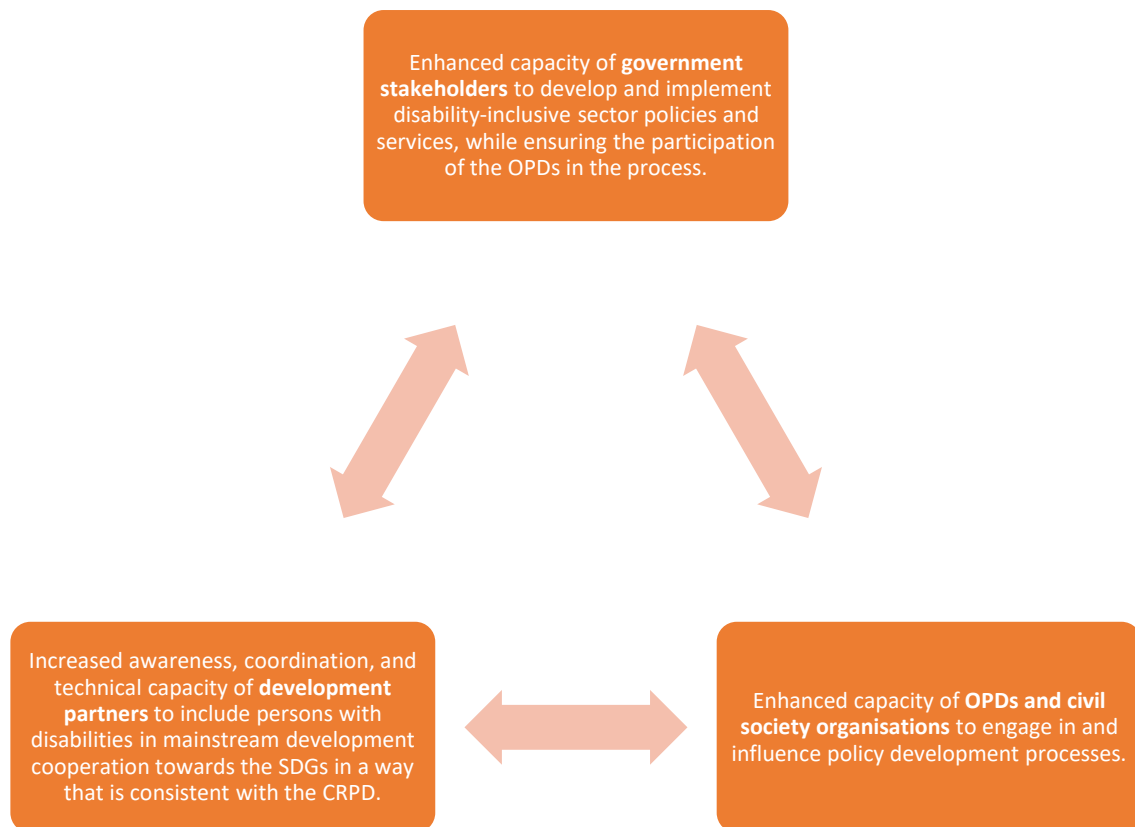 Enhanced capacity of government
stakeholders to develop and implement
disability-inclusive sector policies and
services, while ensuring the participation
of the OPDs in the process.
Increased awareness, coordination, and
technical capacity of development
partners to include persons with
disabilities in mainstream development
cooperation towards the SDGs in a way
that is consistent with the CRPD.
Enhanced capacity of OPDs and civil
society organisations to engage in and
influence policy development processes.